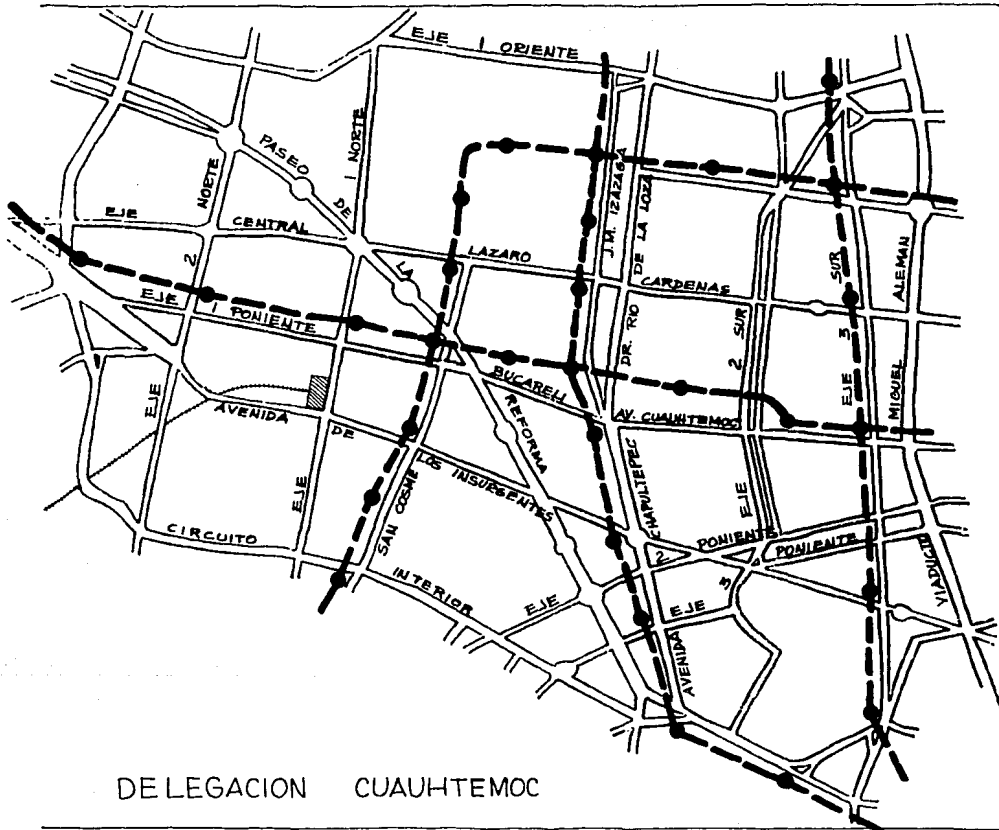 EJE 1 ORIENTE
PASEO DE LA REFORMA
EJE 1 NORTE
EJE 2 NORTE
EJE CENTRAL LAZARO CARDENAS
J.M. IZAZAGA
DR. RIO DE LA LOZA
EJE 2 SUR
EJE 3 SUR
VIADUCTO MIGUEL ALEMAN
EJE 1 PONIENTE
BUCARELI
AV. CUAUHTEMOC
AVENIDA DE LOS INSURGENTES
SAN COSME
AVENIDA CHAPULTEPEC
CIRCUITO INTERIOR
EJE 2 PONIENTE
EJE 3 PONIENTE
DELEGACION CUAUHTEMOC